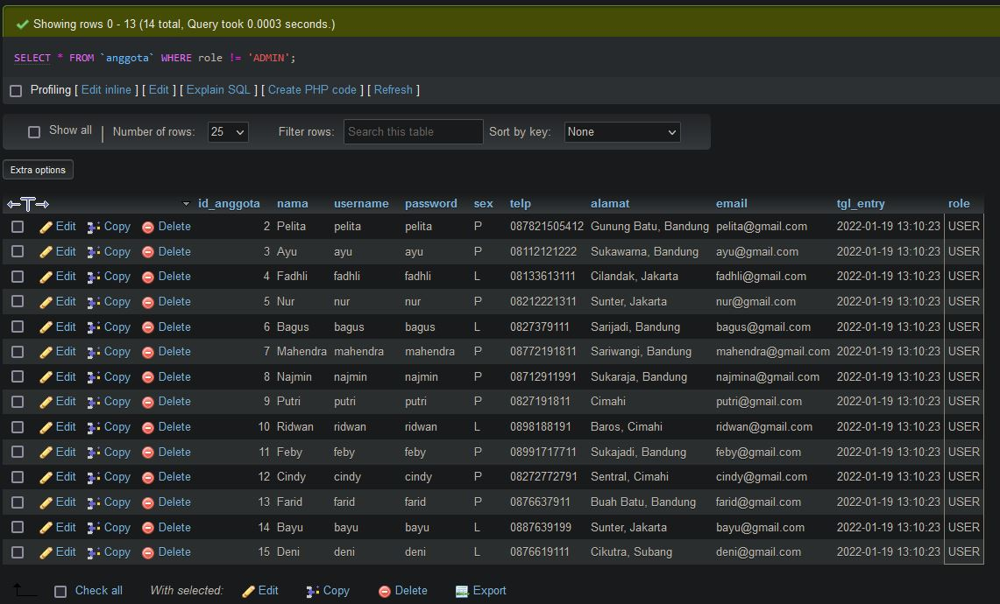 Showing rows 0 - 13 (14 total, Query took 0.0003 seconds.)
SELECT * FROM `anggota` WHERE role != 'ADMIN';
Profiling [ Edit inline ] [ Edit ] [ Explain SQL ] [ Create PHP code ] [ Refresh ]
Show all | Number of rows: 25 Filter rows: Search this table Sort by key: None
Extra options
id_anggota nama username password sex telp alamat email tgl_entry role
Edit Copy Delete 2 Pelita pelita pelita P 087821505412 Gunung Batu, Bandung pelita@gmail.com 2022-01-19 13:10:23 USER
Edit Copy Delete 3 Ayu ayu ayu P 08112121222 Sukawarna, Bandung ayu@gmail.com 2022-01-19 13:10:23 USER
Edit Copy Delete 4 Fadhli fadhli fadhli L 08133613111 Cilandak, Jakarta fadhli@gmail.com 2022-01-19 13:10:23 USER
Edit Copy Delete 5 Nur nur nur P 08212221311 Sunter, Jakarta nur@gmail.com 2022-01-19 13:10:23 USER
Edit Copy Delete 6 Bagus bagus bagus L 0827379111 Sarijadi, Bandung bagus@gmail.com 2022-01-19 13:10:23 USER
Edit Copy Delete 7 Mahendra mahendra mahendra P 08772191811 Sariwangi, Bandung mahendra@gmail.com 2022-01-19 13:10:23 USER
Edit Copy Delete 8 Najmin najmin najmin P 08712911991 Sukaraja, Bandung najmina@gmail.com 2022-01-19 13:10:23 USER
Edit Copy Delete 9 Putri putri putri P 0827191811 Cimahi putri@gmail.com 2022-01-19 13:10:23 USER
Edit Copy Delete 10 Ridwan ridwan ridwan L 0898188191 Baros, Cimahi ridwan@gmail.com 2022-01-19 13:10:23 USER
Edit Copy Delete 11 Feby feby feby P 08991717711 Sukajadi, Bandung feby@gmail.com 2022-01-19 13:10:23 USER
Edit Copy Delete 12 Cindy cindy cindy P 08272772791 Sentral, Cimahi cindy@gmail.com 2022-01-19 13:10:23 USER
Edit Copy Delete 13 Farid farid farid P 0876637911 Buah Batu, Bandung farid@gmail.com 2022-01-19 13:10:23 USER
Edit Copy Delete 14 Bayu bayu bayu L 0887639199 Sunter, Jakarta bayu@gmail.com 2022-01-19 13:10:23 USER
Edit Copy Delete 15 Deni deni deni L 0876619111 Cikutra, Subang deni@gmail.com 2022-01-19 13:10:23 USER
Check all With selected: Edit Copy Delete Export